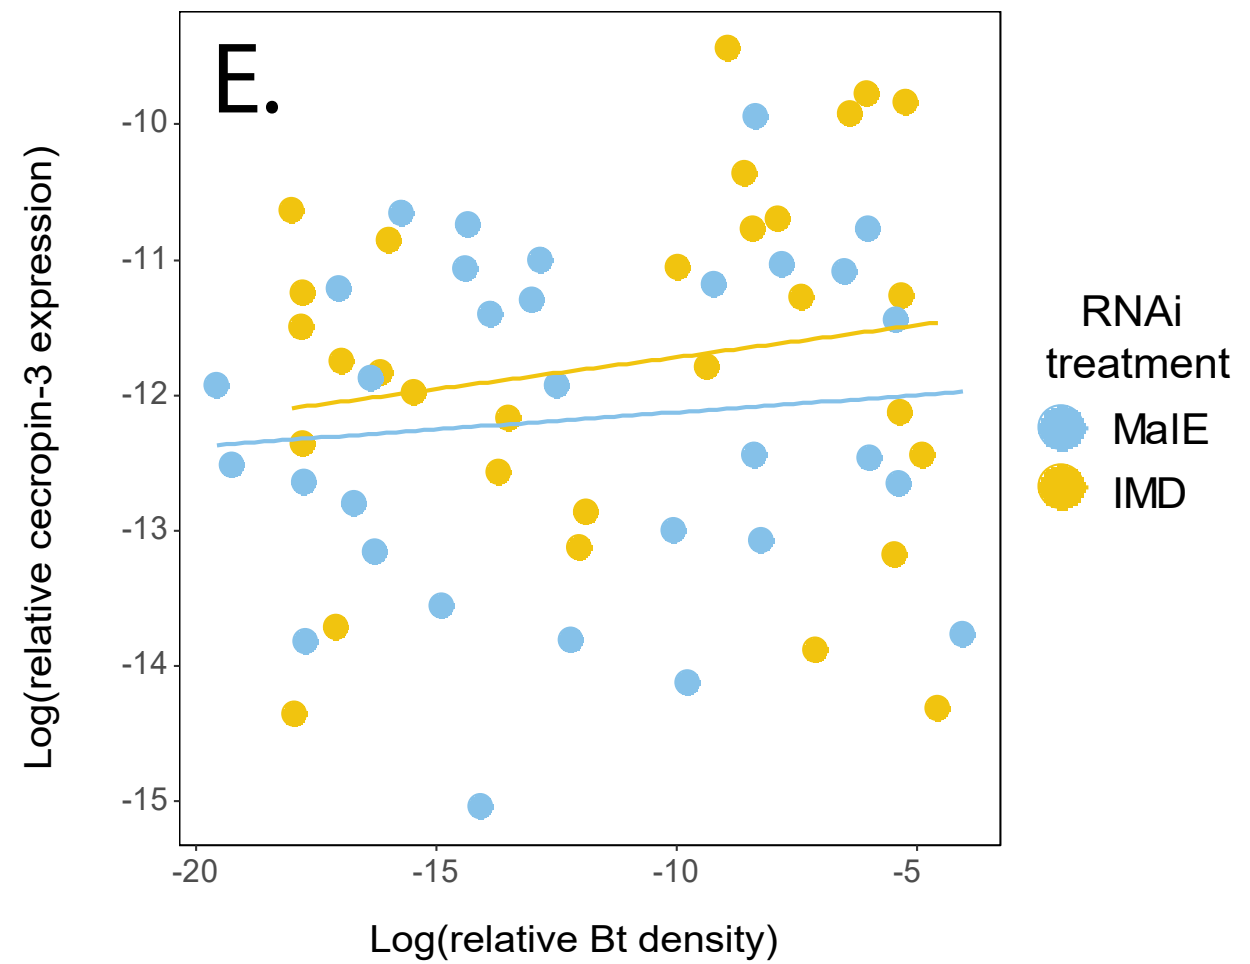 E.
Log(relative cecropin-3 expression)
-10
-11
-12
-13
-14
-15
-20 -15 -10 -5
Log(relative Bt density)
RNAi
treatment
MalE
IMD